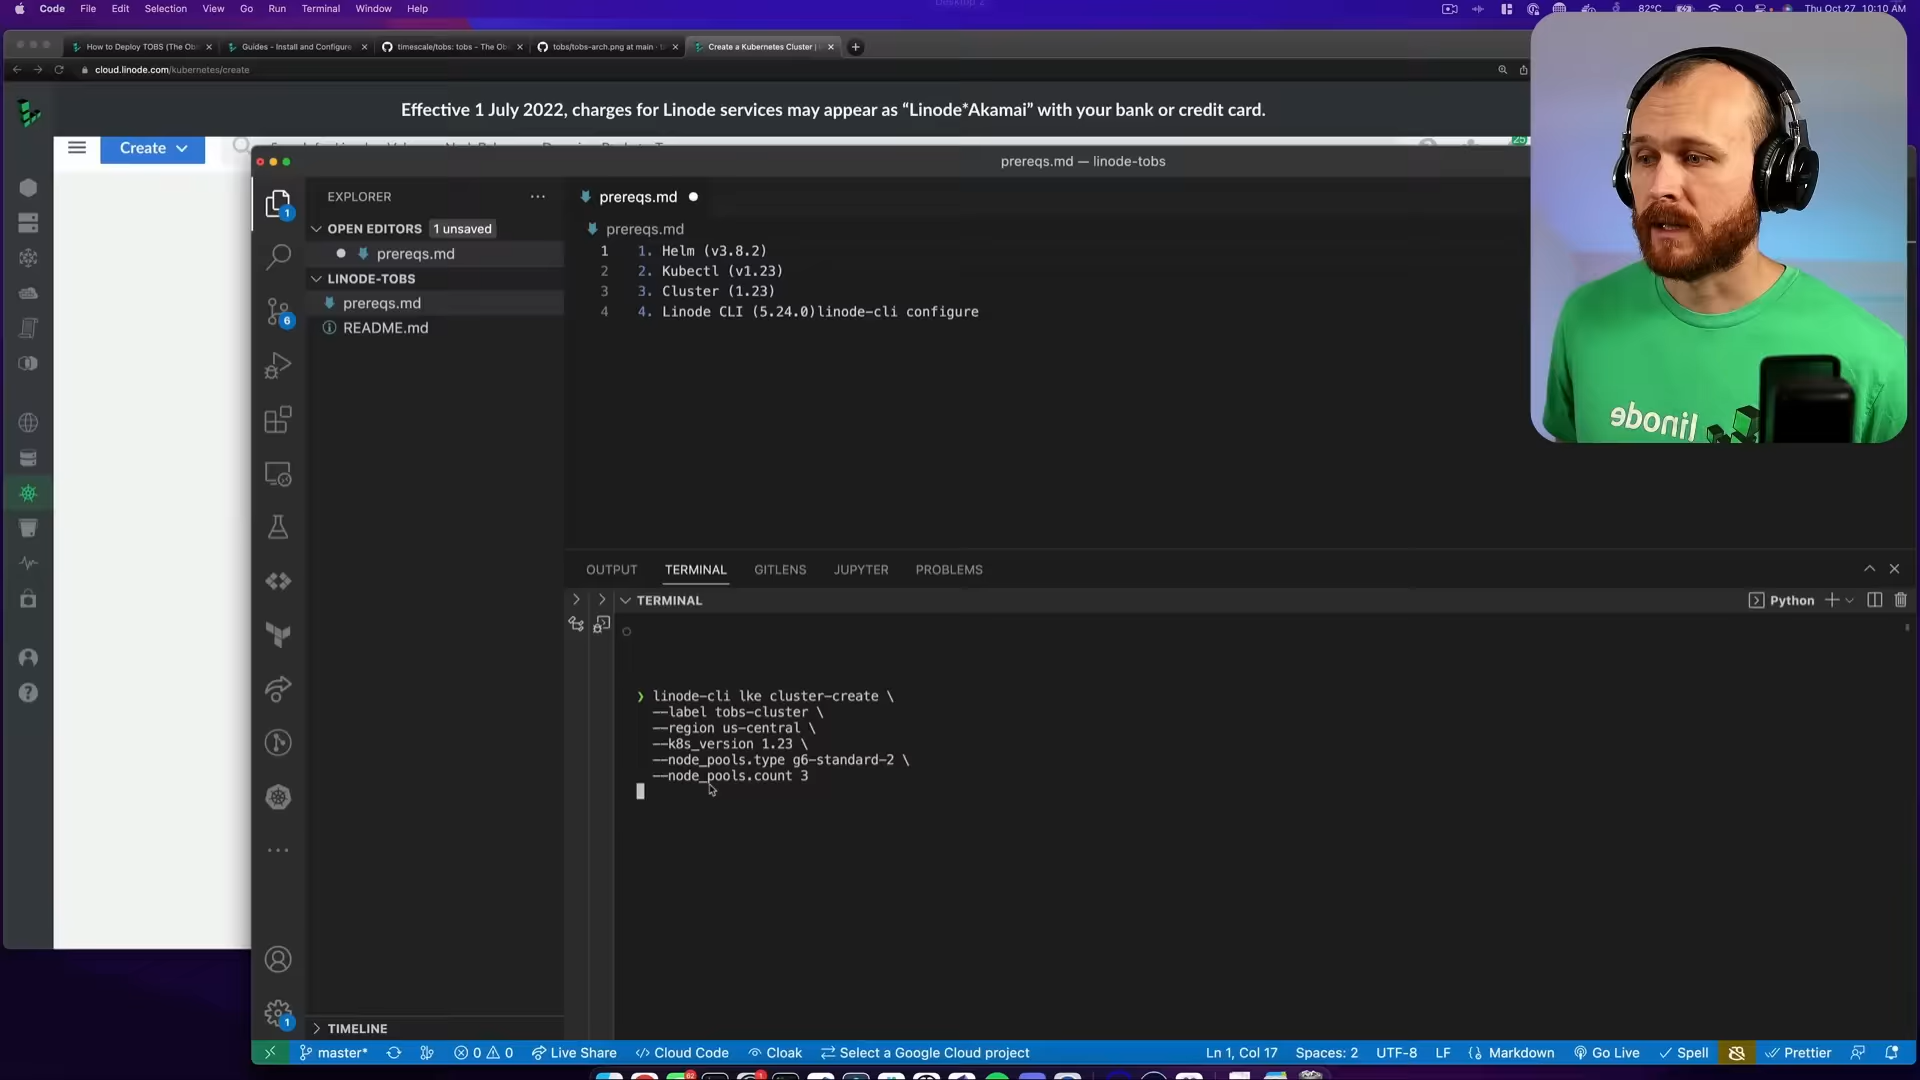 Code File Edit Selection View Go Run Terminal Window Help
82°C Thu Oct 27 10:10 AM
How to Deploy TOBS (The Ob
Guides - Install and Configure
timescale/tobs: tobs - The Ob
tobs/tobs-arch.png at main · t
Create a Kubernetes Cluster |
cloud.linode.com/kubernetes/create
Effective 1 July 2022, charges for Linode services may appear as “Linode*Akamai” with your bank or credit card.
Create
25
prereqs.md — linode-tobs
EXPLORER
OPEN EDITORS 1 unsaved
prereqs.md
LINODE-TOBS
prereqs.md
README.md
TIMELINE
1
6
1
prereqs.md
prereqs.md
1 1. Helm (v3.8.2)
2 2. Kubectl (v1.23)
3 3. Cluster (1.23)
4 4. Linode CLI (5.24.0)linode-cli configure
linode
OUTPUT TERMINAL GITLENS JUPYTER PROBLEMS
TERMINAL
Python
❯ linode-cli lke cluster-create \
--label tobs-cluster \
--region us-central \
--k8s_version 1.23 \
--node_pools.type g6-standard-2 \
--node_pools.count 3
master* 0 0 Live Share Cloud Code Cloak Select a Google Cloud project
Ln 1, Col 17 Spaces: 2 UTF-8 LF Markdown Go Live Spell Prettier